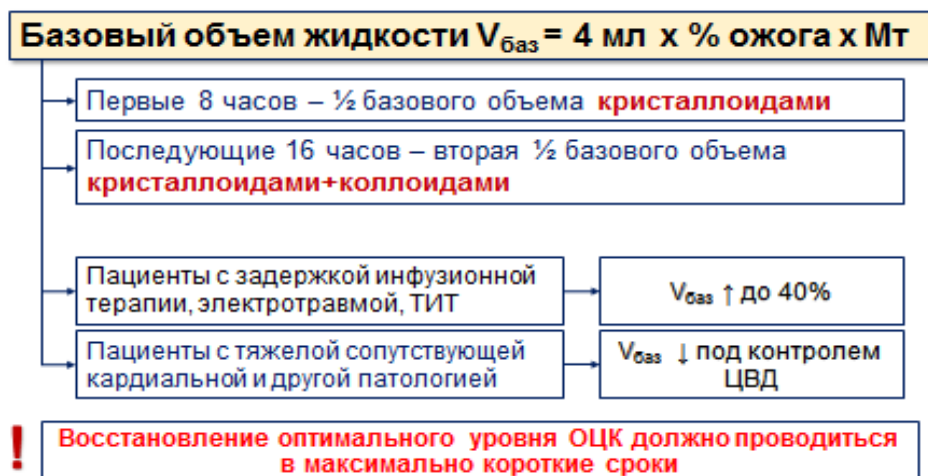 Базовый объем жидкости Vбаз = 4 мл х % ожога х Мт
Первые 8 часов – ½ базового объема кристаллоидами
Последующие 16 часов – вторая ½ базового объема
кристаллоидами+коллоидами
Пациенты с задержкой инфузионной
терапии, электротравмой, ТИТ
Vбаз ↑ до 40%
Пациенты с тяжелой сопутствующей
кардиальной и другой патологией
Vбаз ↓ под контролем
ЦВД
! Восстановление оптимального уровня ОЦК должно проводиться
в максимально короткие сроки